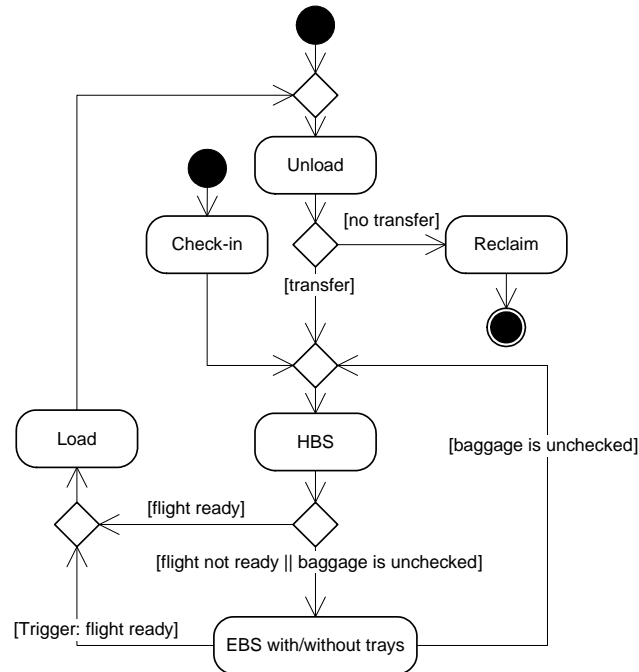 Unload
[no transfer]
Check-in
Reclaim
[transfer]
Load
HBS
[baggage is unchecked]
[flight ready]
[flight not ready || baggage is unchecked]
[Trigger: flight ready]
EBS with/without trays